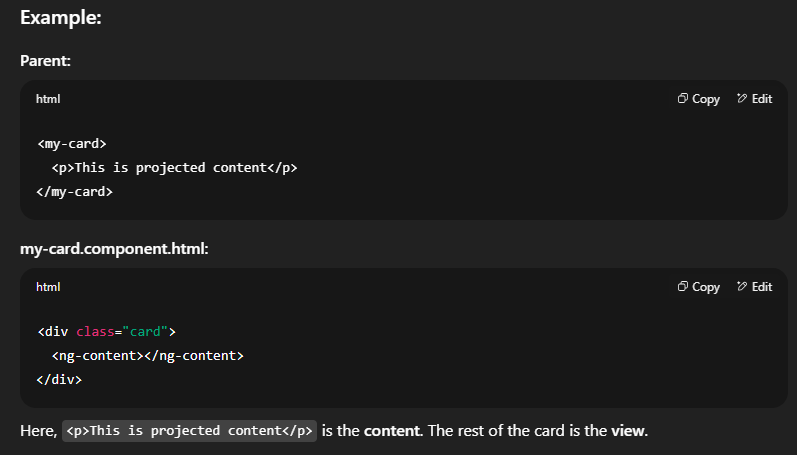 Example:
Parent:
html Copy Edit
<my-card>
  <p>This is projected content</p>
</my-card>
my-card.component.html:
html Copy Edit
<div class="card">
  <ng-content></ng-content>
</div>
Here, <p>This is projected content</p> is the content. The rest of the card is the view.